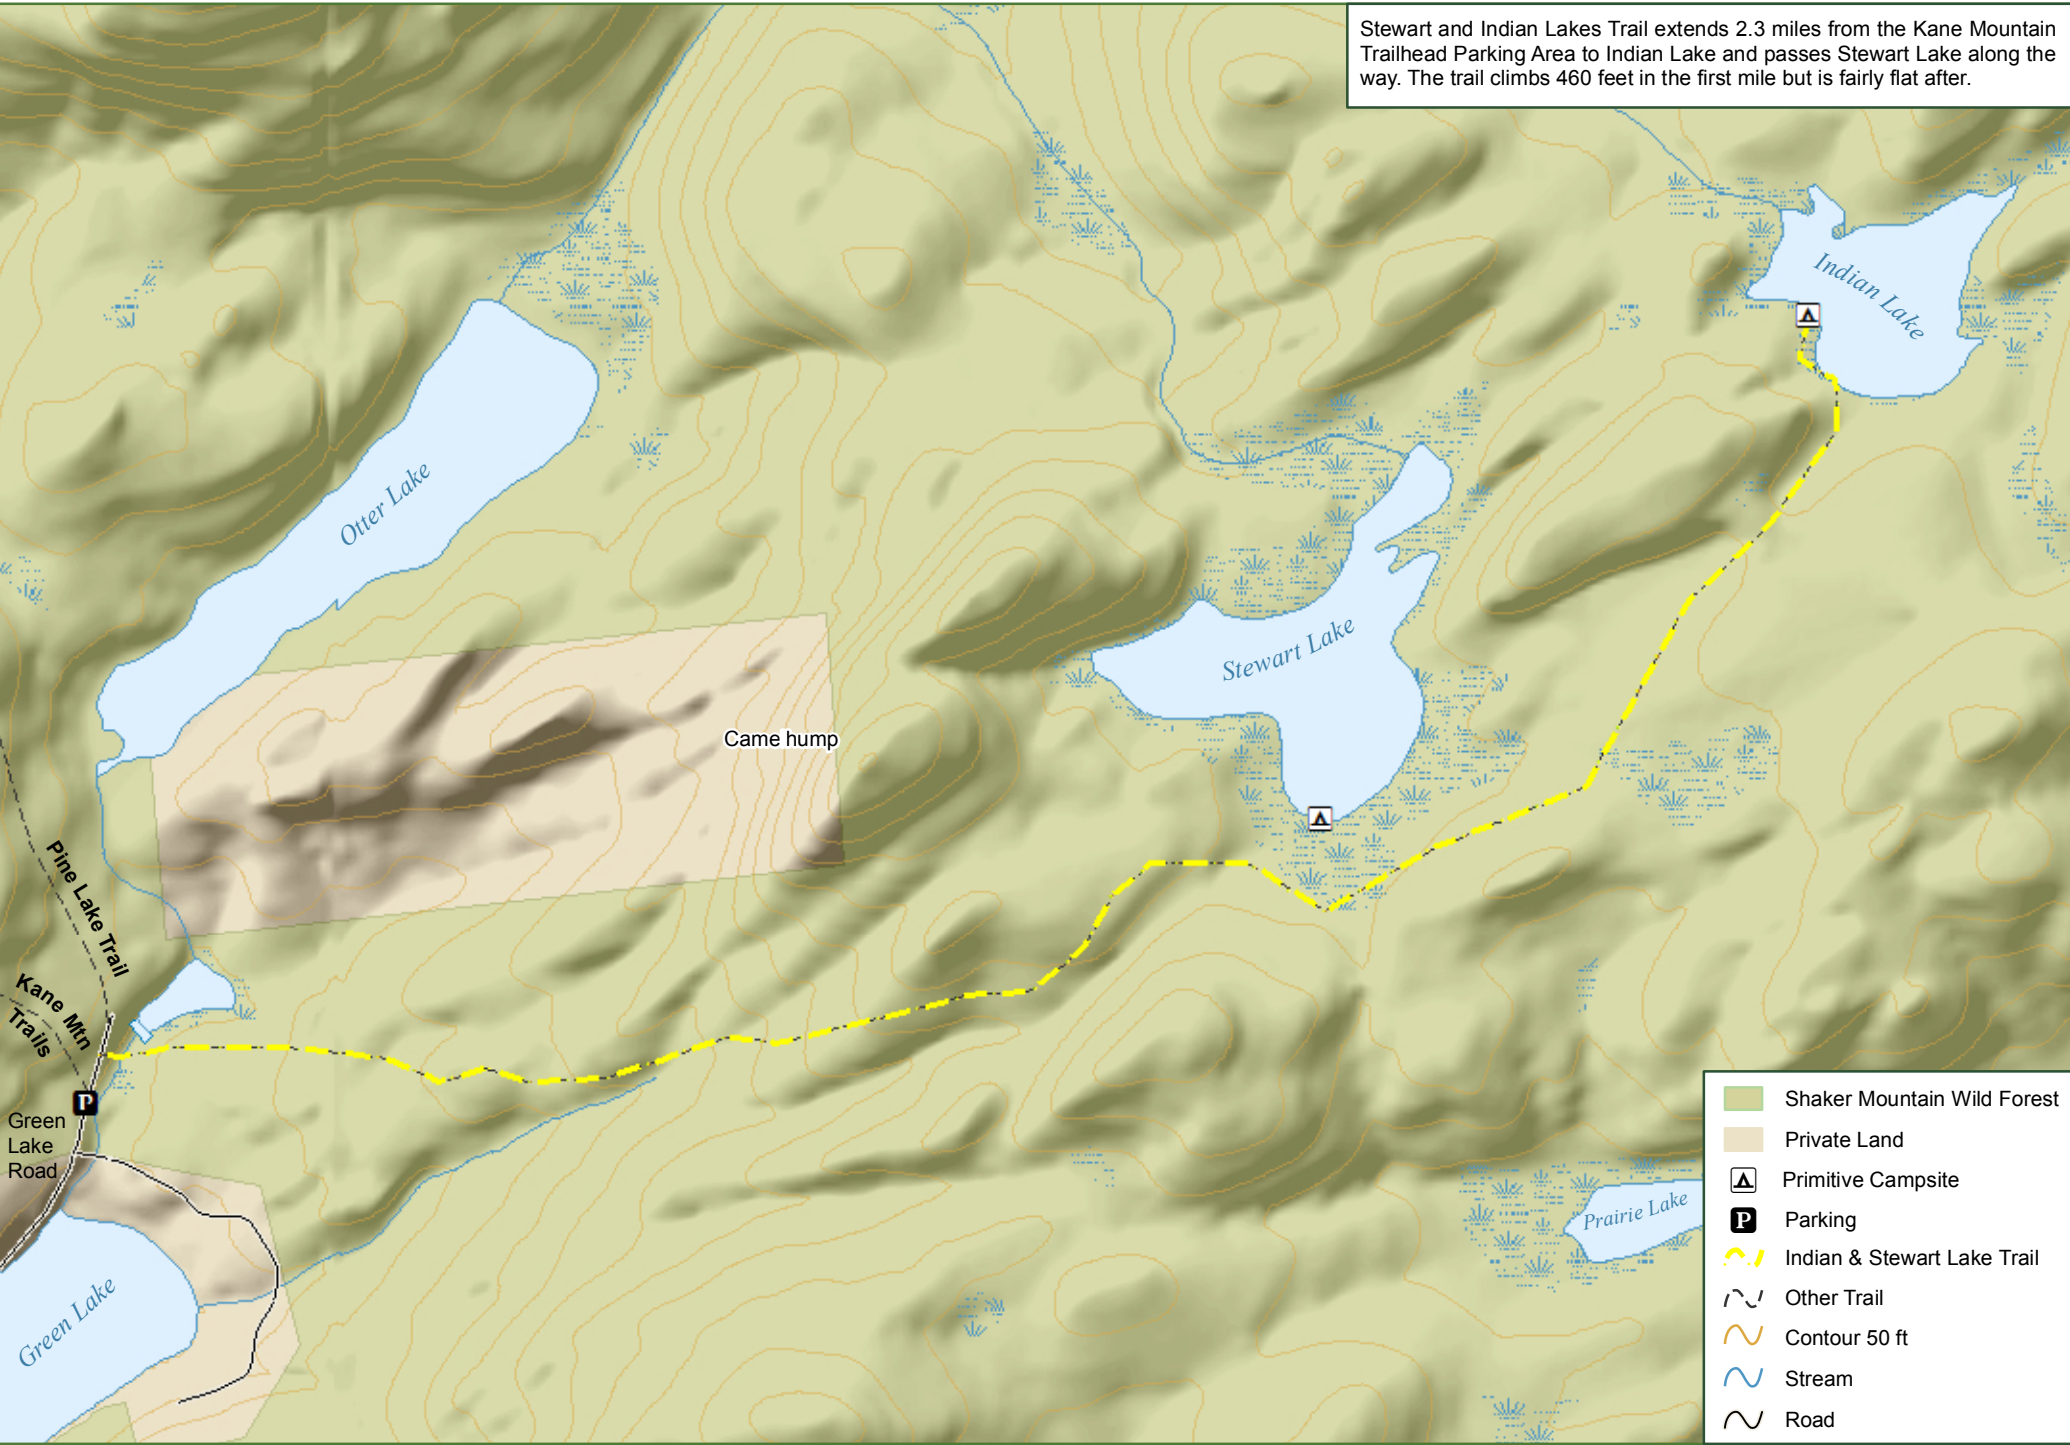 Stewart and Indian Lakes Trail extends 2.3 miles from the Kane Mountain
Trailhead Parking Area to Indian Lake and passes Stewart Lake along the
way. The trail climbs 460 feet in the first mile but is fairly flat after.
Indian Lake
Otter Lake
Stewart Lake
Came hump
Pine Lake Trail
Kane Mtn
Trails
P
Green
Lake
Road
Green Lake
Prairie Lake
Shaker Mountain Wild Forest
Private Land
Primitive Campsite
P Parking
Indian & Stewart Lake Trail
Other Trail
Contour 50 ft
Stream
Road